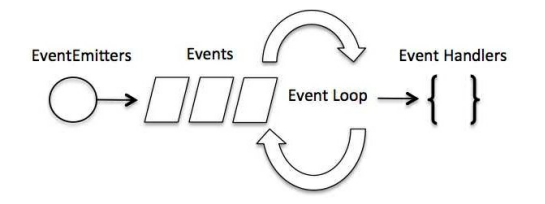 EventEmitters
Events
Event Loop
Event Handlers
{ }